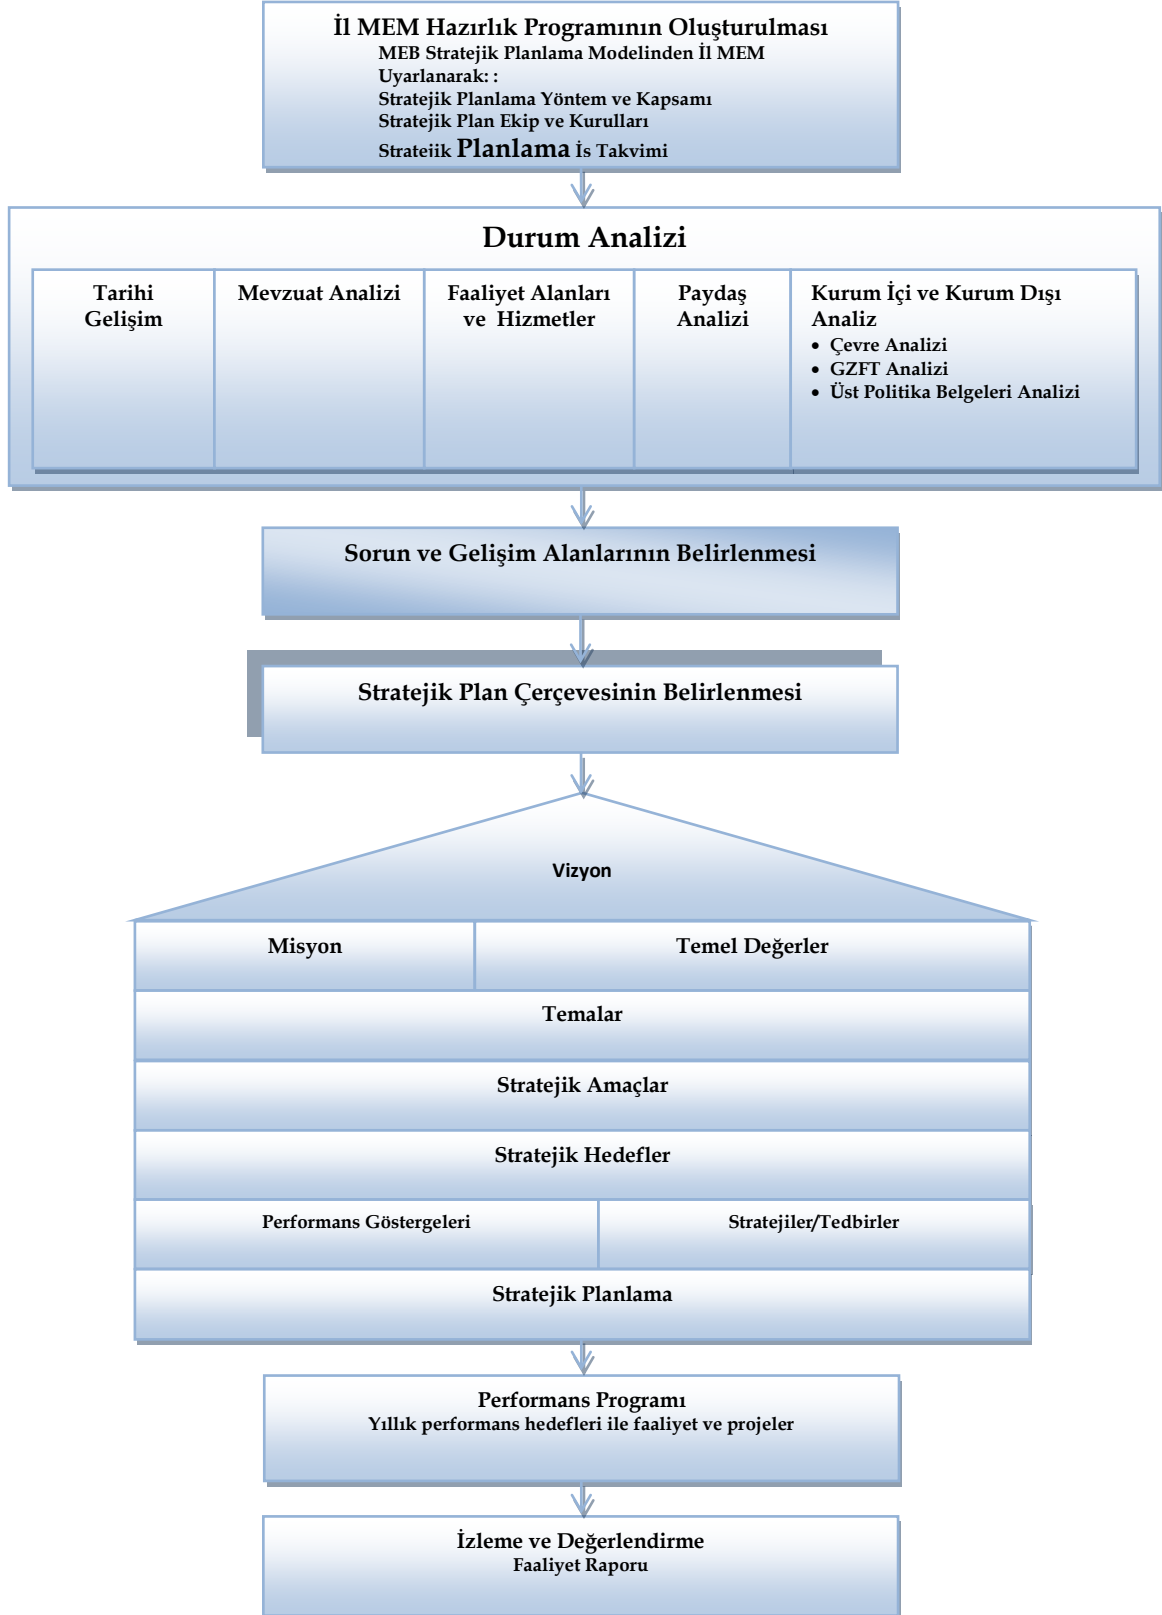 İl MEM Hazırlık Programının Oluşturulması
MEB Stratejik Planlama Modelinden İl MEM
Uyarlanarak: :
Stratejik Planlama Yöntem ve Kapsamı
Stratejik Plan Ekip ve Kurulları
Stratejik Planlama İş Takvimi
Durum Analizi
Tarihi
Gelişim
Mevzuat Analizi
Faaliyet Alanları
ve Hizmetler
Paydaş
Analizi
Kurum İçi ve Kurum Dışı
Analiz
• Çevre Analizi
• GZFT Analizi
• Üst Politika Belgeleri Analizi
Sorun ve Gelişim Alanlarının Belirlenmesi
Stratejik Plan Çerçevesinin Belirlenmesi
Vizyon
Misyon
Temel Değerler
Temalar
Stratejik Amaçlar
Stratejik Hedefler
Performans Göstergeleri
Stratejiler/Tedbirler
Stratejik Planlama
Performans Programı
Yıllık performans hedefleri ile faaliyet ve projeler
İzleme ve Değerlendirme
Faaliyet Raporu